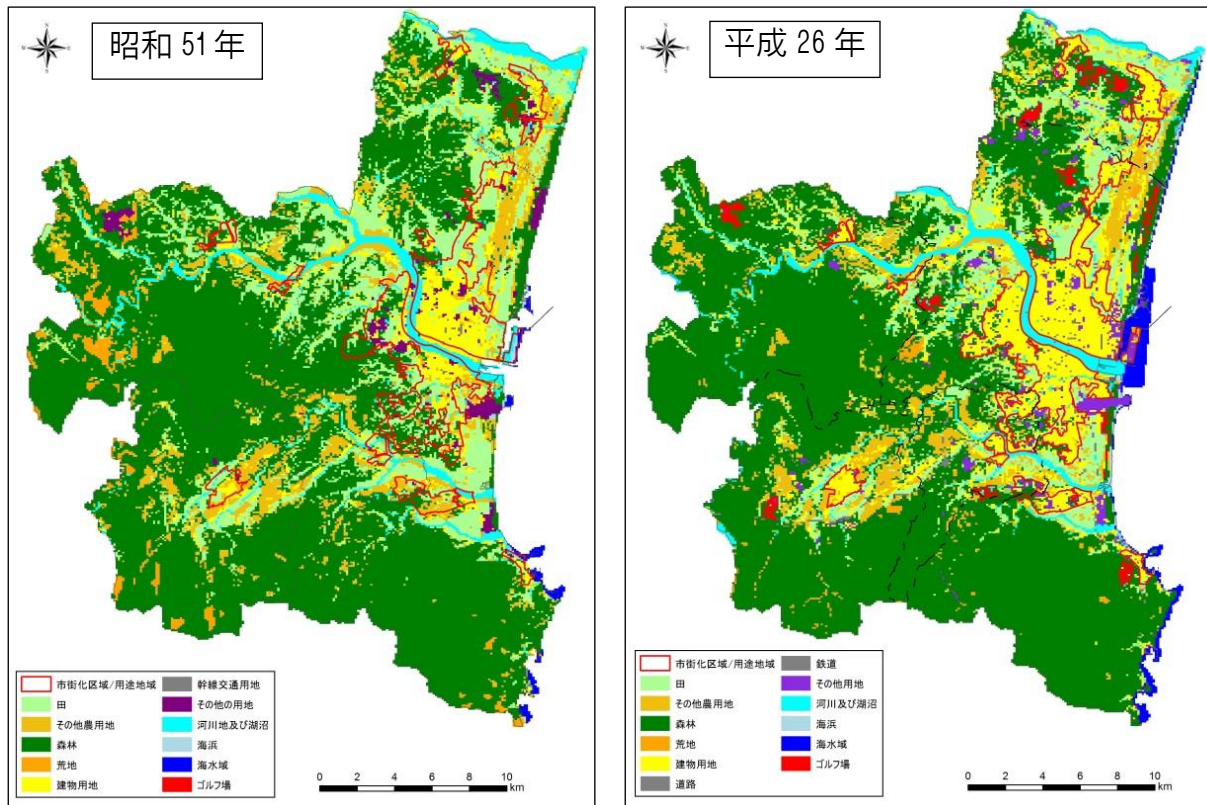 昭和 51 年
N
市街化区域/用途地域
田
その他農用地
森林
荒地
建物用地
幹線交通用地
その他の用地
河川地及び湖沼
海浜
海水域
ゴルフ場
0 2 4 6 8 10
km
平成 26 年
N
市街化区域/用途地域
田
その他農用地
森林
荒地
建物用地
道路
鉄道
その他用地
河川及び湖沼
海浜
海水域
ゴルフ場
0 2 4 6 8 10
km